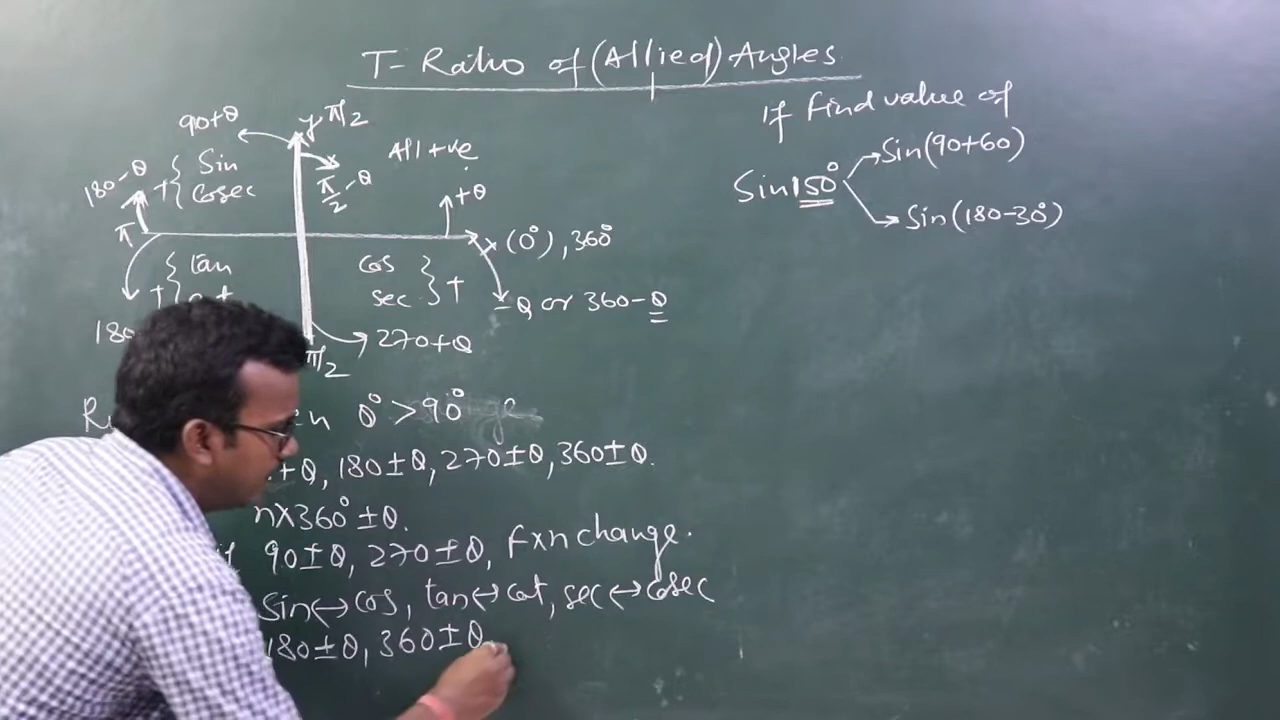 T-Ratio of (Allied) Angles
If find value of
Sin150° Sin(90+60)
Sin(180-30°)
90+θ
y π/2
All +ve
180-θ
+{ Sin
Cosec
π/2 -θ
+θ
π
x (0°), 360°
+{ tan
cos
sec } +
-θ or 360-θ
270+θ
π/2
θ° > 90°
+θ, 180±θ, 270±θ, 360±θ.
n×360° ±θ.
if 90±θ, 270±θ, Fxn change.
Sin↔cos, tan↔cot, sec↔cosec
180±θ, 360±θ